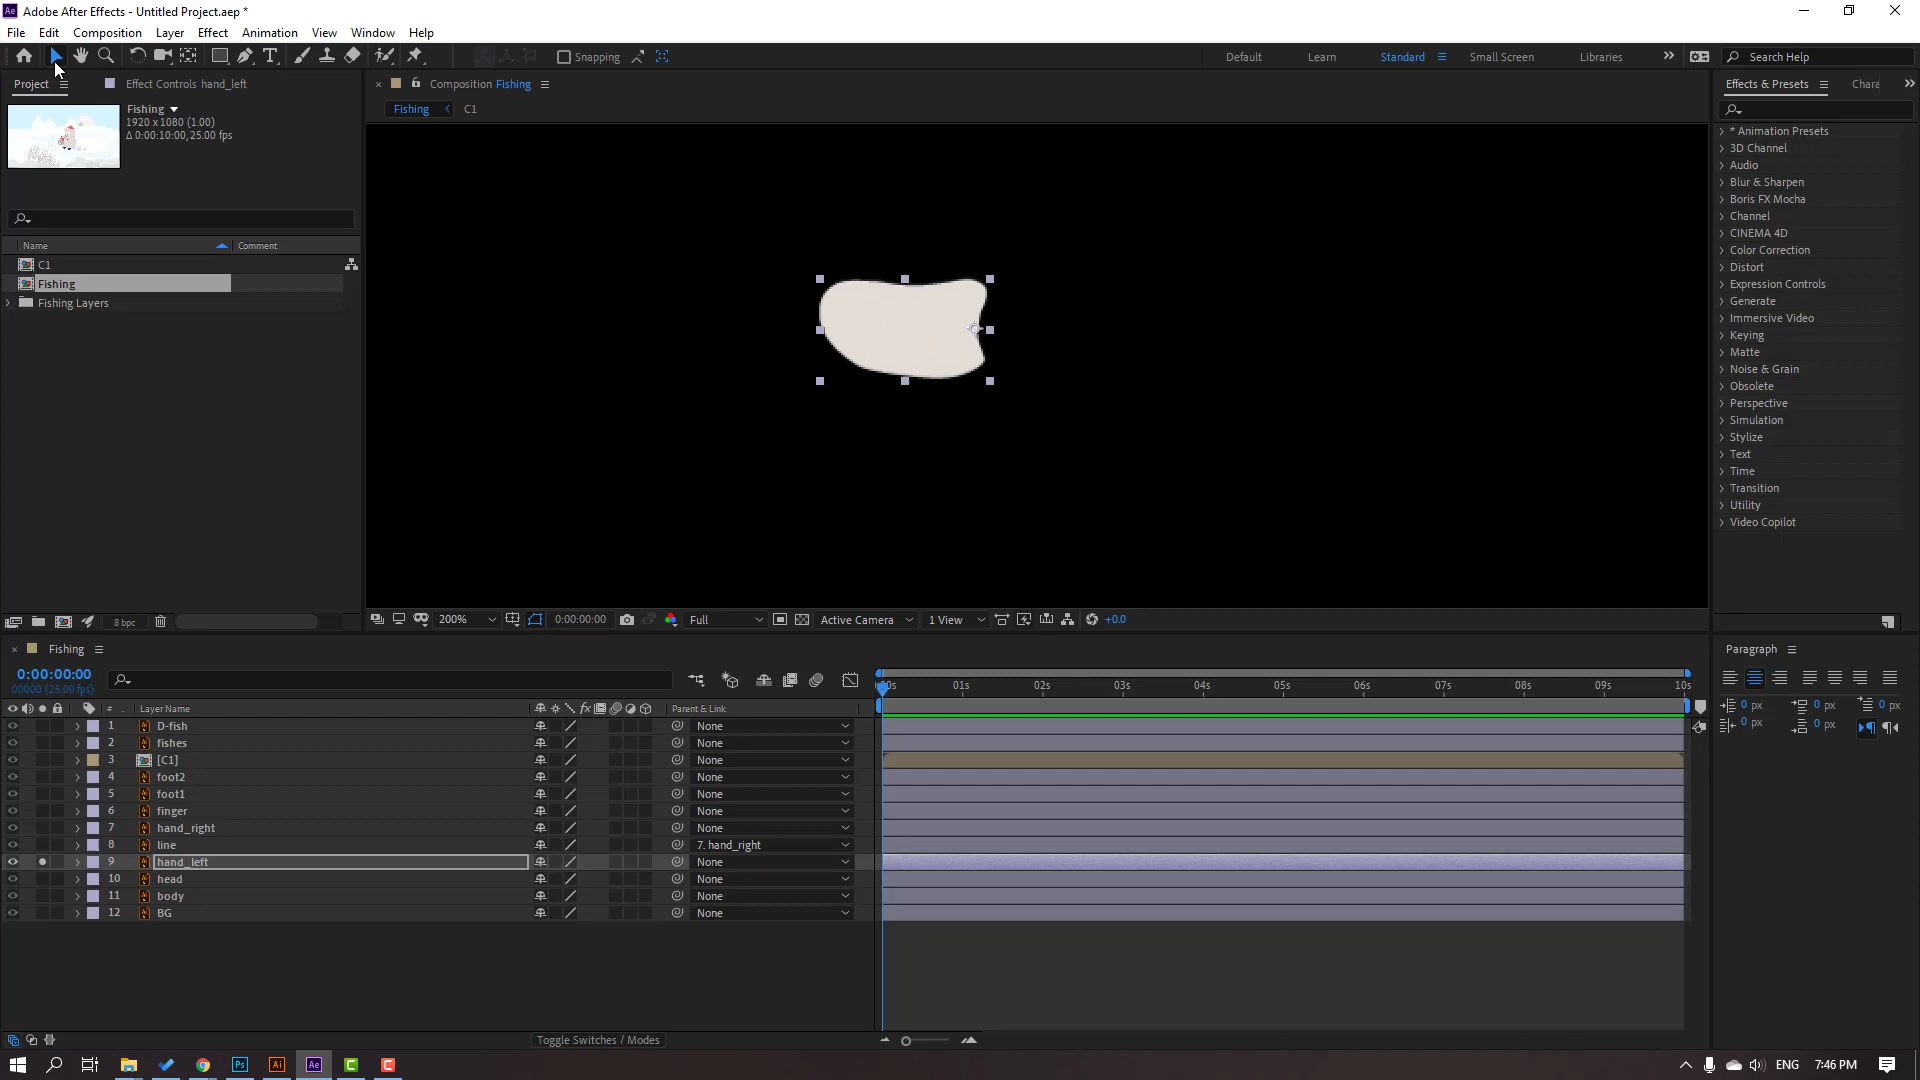 Ae Adobe After Effects - Untitled Project.aep *
File Edit Composition Layer Effect Animation View Window Help
Snapping Default Learn Standard Small Screen Libraries Search Help
Project Effect Controls hand_left Composition Fishing Effects & Presets Chara
Fishing
1920 x 1080 (1.00)
Δ 0:00:10:00, 25.00 fps
Fishing C1
Name Comment
C1
Fishing
Fishing Layers
* Animation Presets
3D Channel
Audio
Blur & Sharpen
Boris FX Mocha
Channel
CINEMA 4D
Color Correction
Distort
Expression Controls
Generate
Immersive Video
Keying
Matte
Noise & Grain
Obsolete
Perspective
Simulation
Stylize
Text
Time
Transition
Utility
Video Copilot
8 bpc 200% 0:00:00:00 Full Active Camera 1 View +0.0
Fishing
0:00:00:00
00000 (25.00 fps)
00s 01s 02s 03s 04s 05s 06s 07s 08s 09s 10s
# Layer Name Parent & Link
1 D-fish None
2 fishes None
3 [C1] None
4 foot2 None
5 foot1 None
6 finger None
7 hand_right None
8 line 7. hand_right
9 hand_left None
10 head None
11 body None
12 BG None
Paragraph
0 px 0 px 0 px
0 px 0 px
Toggle Switches / Modes
Ps Ai Ae C C ENG 7:46 PM